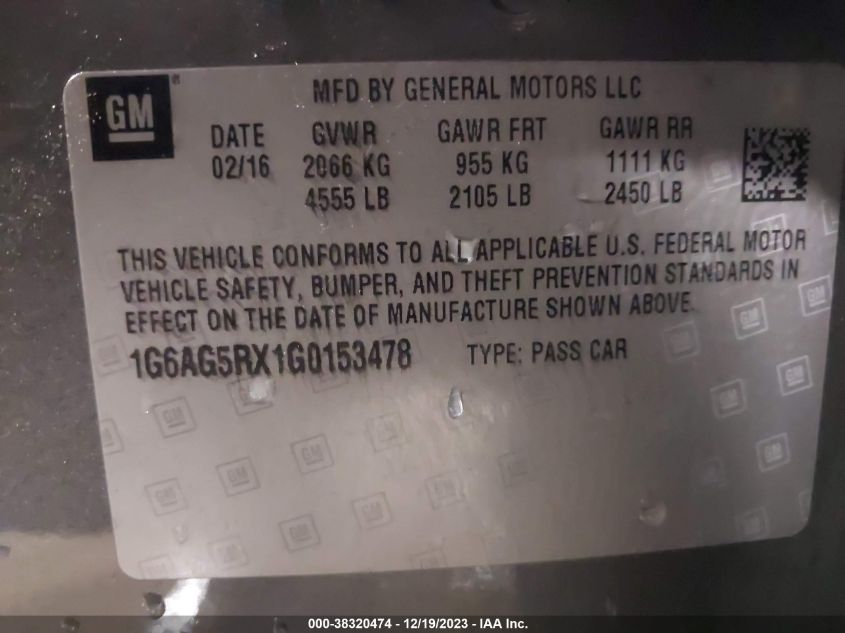 GM ®
MFD BY GENERAL MOTORS LLC
DATE GVWR GAWR FRT GAWR RR
02/16 2066 KG 955 KG 1111 KG
4555 LB 2105 LB 2450 LB
THIS VEHICLE CONFORMS TO ALL APPLICABLE U.S. FEDERAL MOTOR
VEHICLE SAFETY, BUMPER, AND THEFT PREVENTION STANDARDS IN
EFFECT ON THE DATE OF MANUFACTURE SHOWN ABOVE.
1G6AG5RX1G0153478 TYPE: PASS CAR
000-38320474 - 12/19/2023 - IAA Inc.